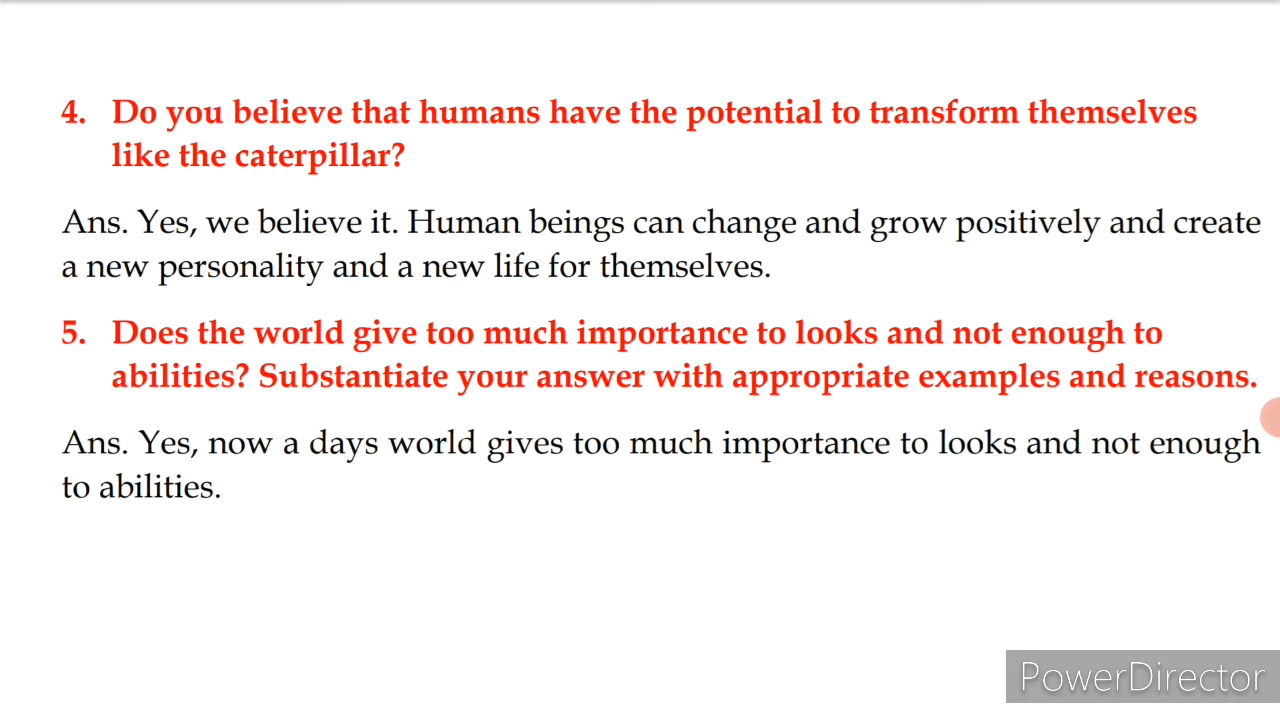 4. Do you believe that humans have the potential to transform themselves
like the caterpillar?
Ans. Yes, we believe it. Human beings can change and grow positively and create
a new personality and a new life for themselves.
5. Does the world give too much importance to looks and not enough to
abilities? Substantiate your answer with appropriate examples and reasons.
Ans. Yes, now a days world gives too much importance to looks and not enough
to abilities.
PowerDirector